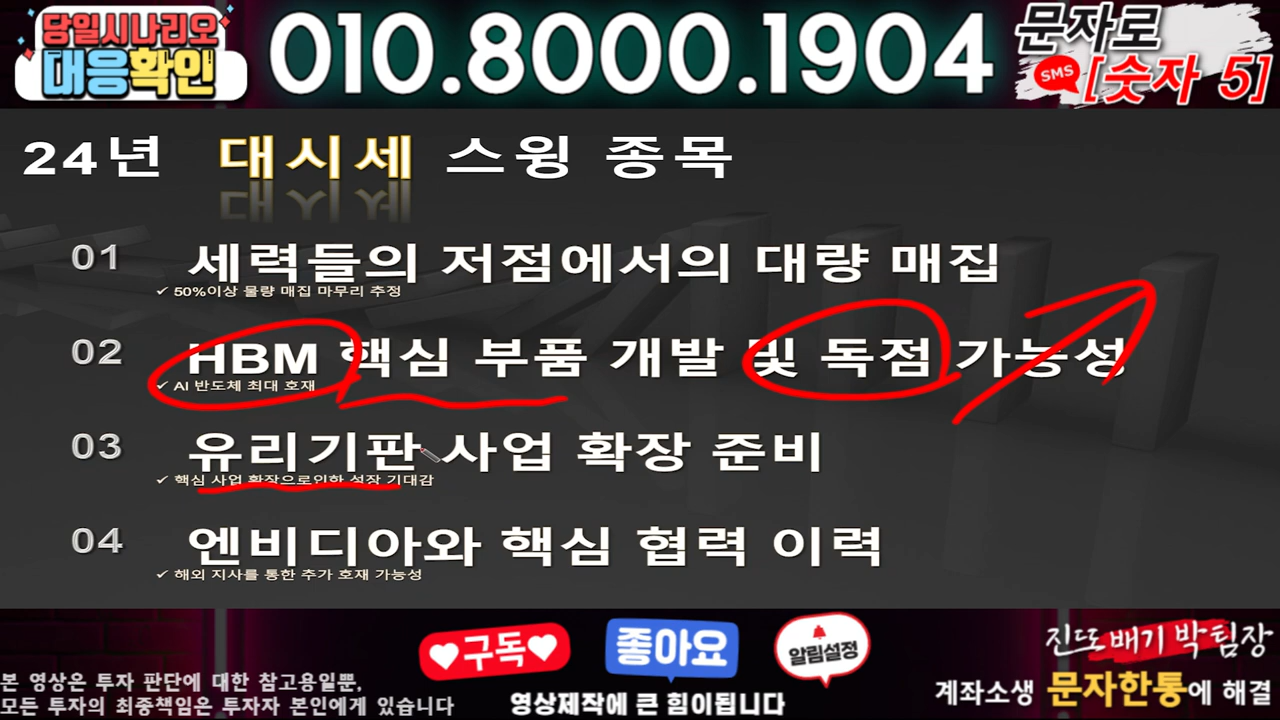 당일시나리오
대응확인
010.8000.1904
문자로
SMS [숫자 5]
24년 대시세 스윙 종목
01 세력들의 저점에서의 대량 매집
✓ 50%이상 물량 매집 마무리 추정
02 HBM 핵심 부품 개발 및 독점 가능성
✓ AI 반도체 최대 호재
03 유리기판 사업 확장 준비
✓ 핵심 사업 확장으로인한 성장 기대감
04 엔비디아와 핵심 협력 이력
✓ 해외 지사를 통한 추가 호재 가능성
구독
좋아요
알림설정
영상제작에 큰 힘이됩니다
본 영상은 투자 판단에 대한 참고용일뿐,
모든 투자의 최종책임은 투자자 본인에게 있습니다
진또배기 박팀장
계좌소생 문자한통에 해결